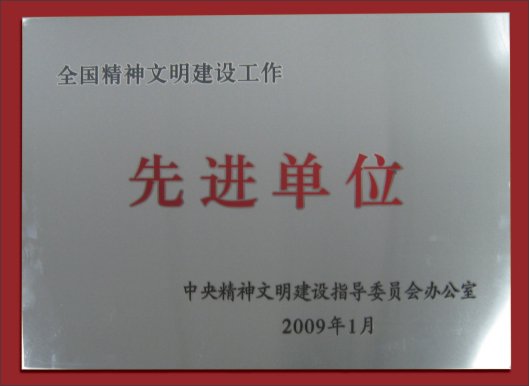 全国精神文明建设工作
先进单位
中央精神文明建设指导委员会办公室
2009年1月